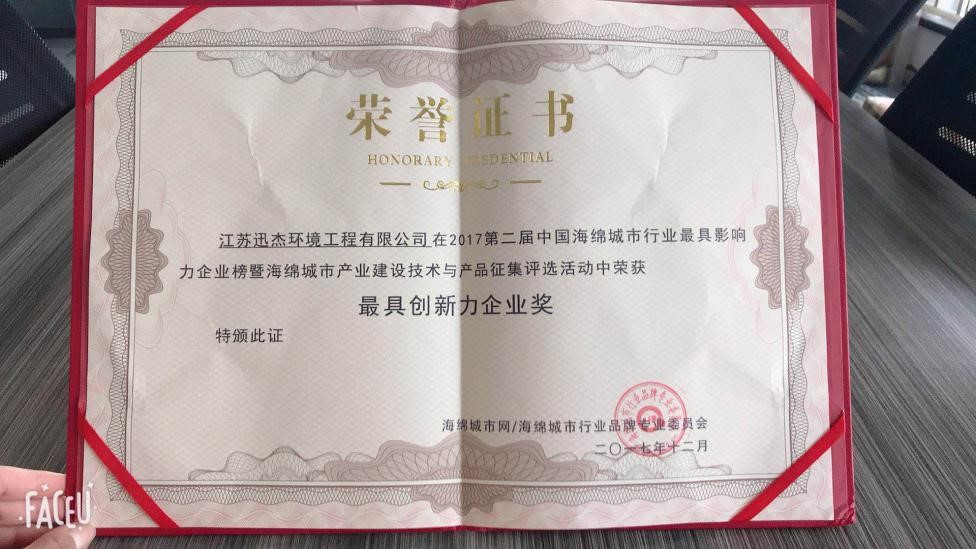 荣誉证书
HONORARY CREDENTIAL
江苏迅杰环境工程有限公司在2017第二届中国海绵城市行业最具影响
力企业榜暨海绵城市产业建设技术与产品征集评选活动中荣获
最具创新力企业奖
特颁此证
海绵城市网/海绵城市行业品牌专业委员会
二〇一七年十二月
FACEU